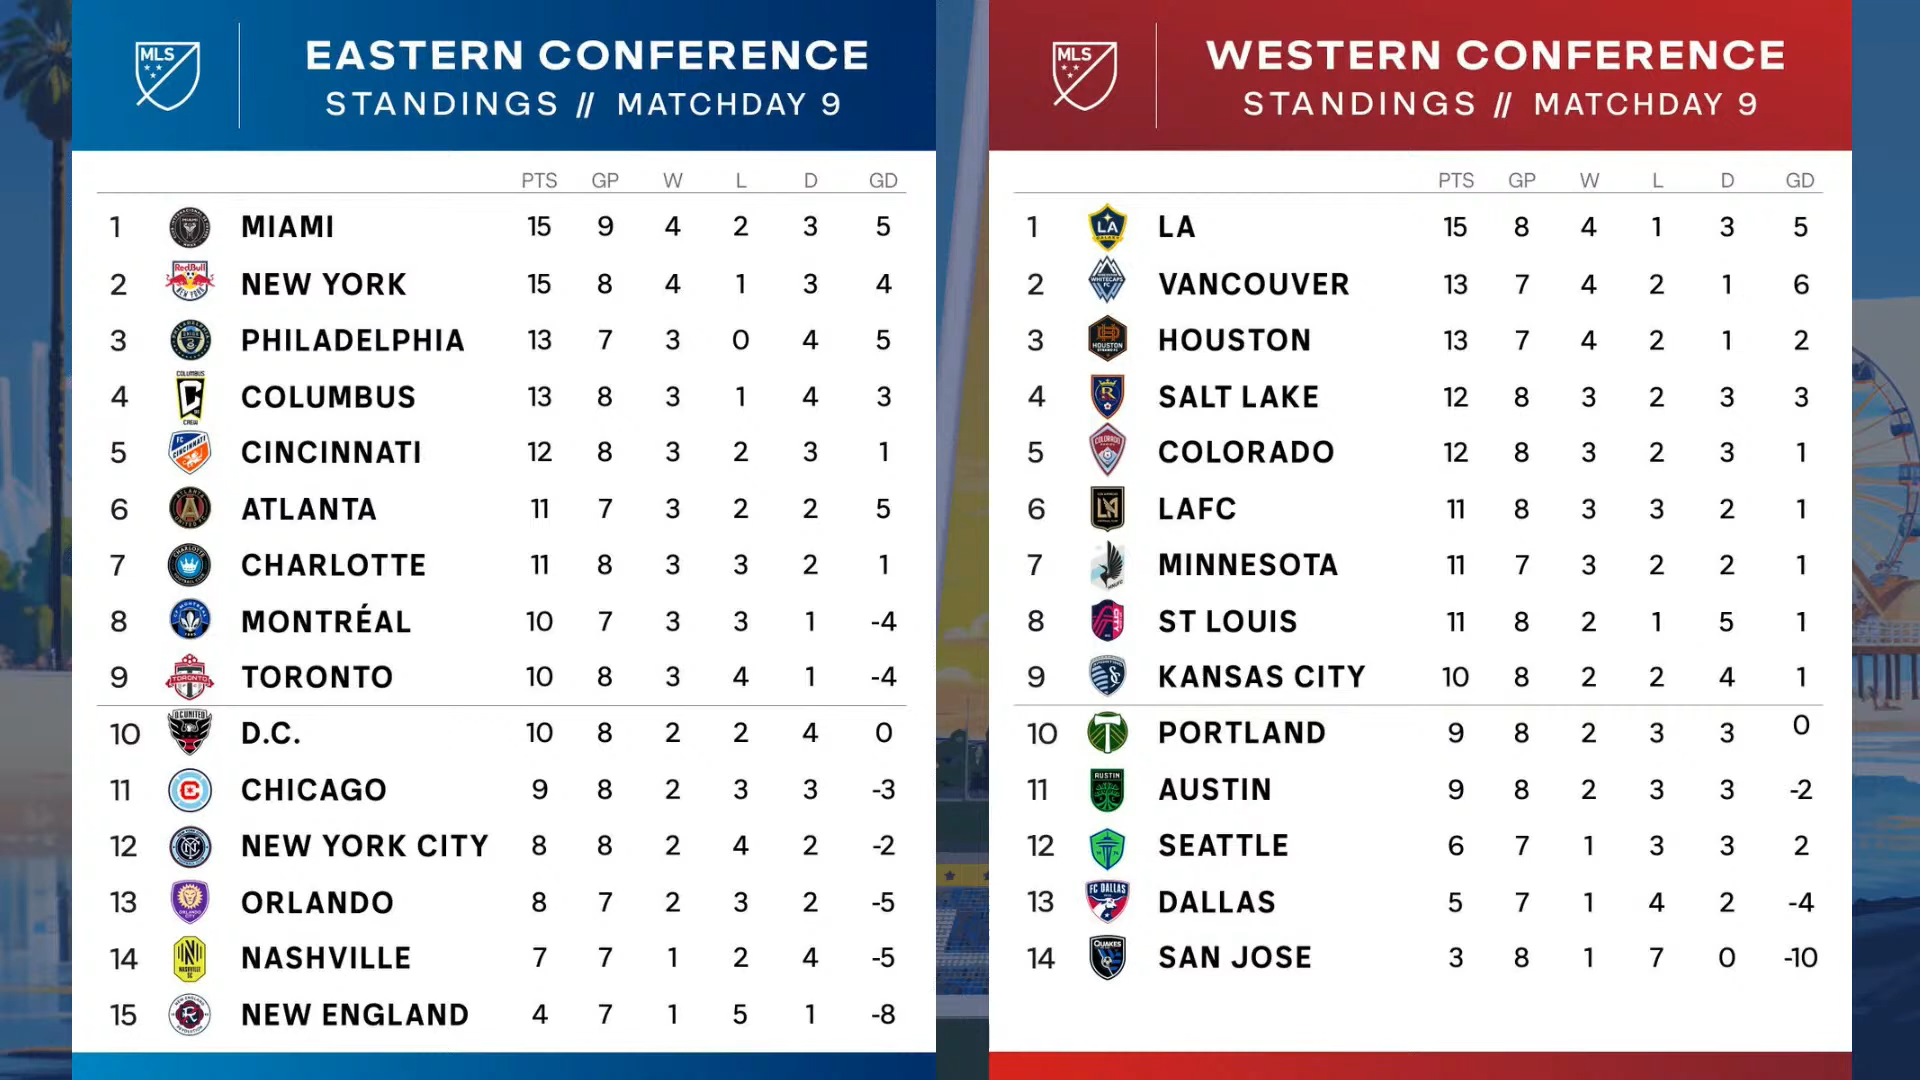 MLS
EASTERN CONFERENCE
STANDINGS // MATCHDAY 9
PTS GP W L D GD
1 MIAMI 15 9 4 2 3 5
2 NEW YORK 15 8 4 1 3 4
3 PHILADELPHIA 13 7 3 0 4 5
4 COLUMBUS 13 8 3 1 4 3
5 CINCINNATI 12 8 3 2 3 1
6 ATLANTA 11 7 3 2 2 5
7 CHARLOTTE 11 8 3 3 2 1
8 MONTRÉAL 10 7 3 3 1 -4
9 TORONTO 10 8 3 4 1 -4
10 D.C. 10 8 2 2 4 0
11 CHICAGO 9 8 2 3 3 -3
12 NEW YORK CITY 8 8 2 4 2 -2
13 ORLANDO 8 7 2 3 2 -5
14 NASHVILLE 7 7 1 2 4 -5
15 NEW ENGLAND 4 7 1 5 1 -8
MLS
WESTERN CONFERENCE
STANDINGS // MATCHDAY 9
PTS GP W L D GD
1 LA 15 8 4 1 3 5
2 VANCOUVER 13 7 4 2 1 6
3 HOUSTON 13 7 4 2 1 2
4 SALT LAKE 12 8 3 2 3 3
5 COLORADO 12 8 3 2 3 1
6 LAFC 11 8 3 3 2 1
7 MINNESOTA 11 7 3 2 2 1
8 ST LOUIS 11 8 2 1 5 1
9 KANSAS CITY 10 8 2 2 4 1
10 PORTLAND 9 8 2 3 3 0
11 AUSTIN 9 8 2 3 3 -2
12 SEATTLE 6 7 1 3 3 2
13 DALLAS 5 7 1 4 2 -4
14 SAN JOSE 3 8 1 7 0 -10